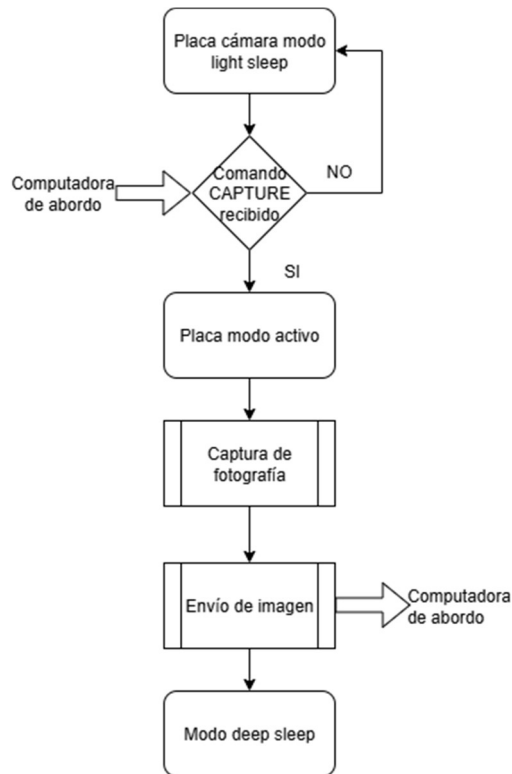 Placa cámara modo
light sleep
Comando
CAPTURE
recibido
NO
Computadora
de abordo
SI
Placa modo activo
Captura de
fotografía
Envío de imagen
Computadora
de abordo
Modo deep sleep